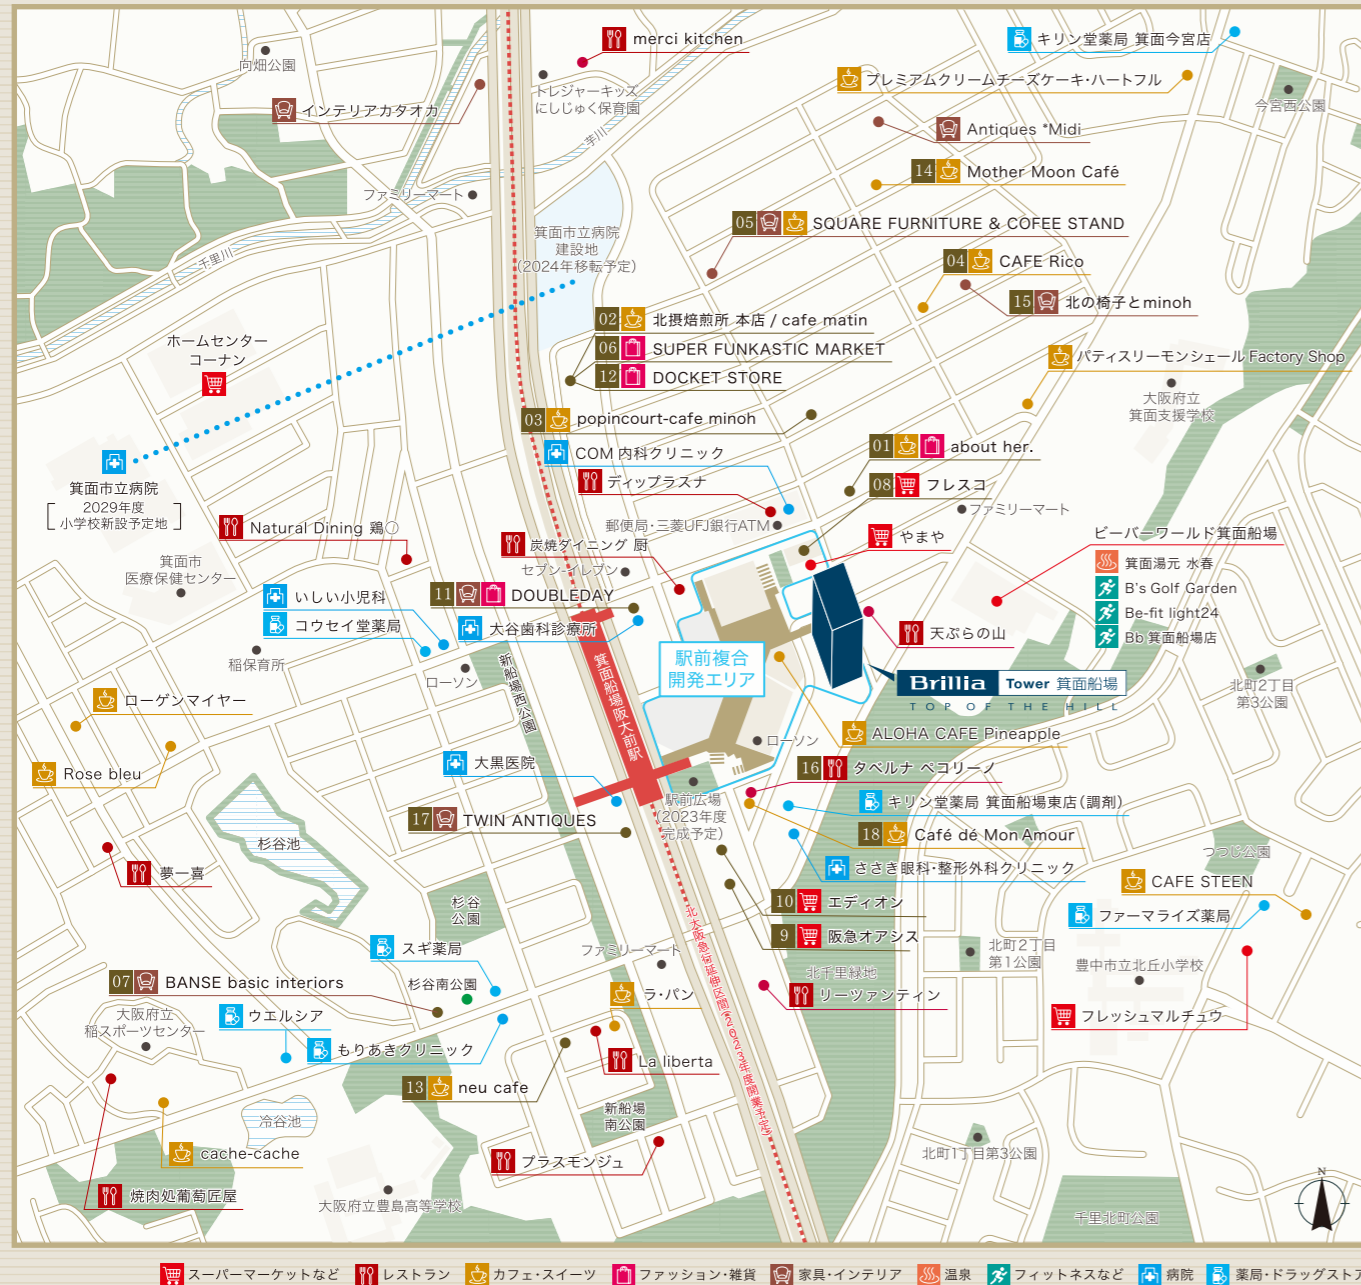 merci kitchen
キリン堂薬局 箕面今宮店
向畑公園
トレジャーキッズ
にしじゅく保育園
プレミアムクリームチーズケーキ・ハートフル
今宮西公園
インテリアカタオカ
芋川
Antiques *Midi
14 Mother Moon Café
ファミリーマート
05 SQUARE FURNITURE & COFEE STAND
箕面市立病院
建設地
(2024年移転予定)
千里川
04 CAFE Rico
15 北の椅子とminoh
02 北摂焙煎所 本店 / cafe matin
06 SUPER FUNKASTIC MARKET
12 DOCKET STORE
ホームセンター
コーナン
パティスリーモンシェール Factory Shop
大阪府立
箕面支援学校
03 popincourt-cafe minoh
COM 内科クリニック
ディップラスナ
01 about her.
08 フレスコ
ファミリーマート
箕面市立病院
2029年度
小学校新設予定地
Natural Dining 鶏〇
郵便局・三菱UFJ銀行ATM
やまや
ビーバーワールド箕面船場
箕面湯元 水春
B's Golf Garden
Be-fit light24
Bb 箕面船場店
炭焼ダイニング 厨
セブン-イレブン
箕面市
医療保健センター
11 DOUBLEDAY
いしい小児科
コウセイ堂薬局
大谷歯科診療所
天ぷらの山
稲保育所
ローソン
新船場西公園
箕面船場阪大前駅
駅前複合
開発エリア
Brillia Tower 箕面船場
TOP OF THE HILL
北町2丁目
第3公園
ローゲンマイヤー
Rose bleu
ALOHA CAFE Pineapple
ローソン
大黒医院
16 タベルナ ペコリーノ
駅前広場
(2023年度
完成予定)
キリン堂薬局 箕面船場東店(調剤)
17 TWIN ANTIQUES
18 Café dé Mon Amour
杉谷池
夢一喜
ささき眼科・整形外科クリニック
つつじ公園
CAFE STEEN
ファーマライズ薬局
杉谷
公園
10 エディオン
9 阪急オアシス
北大阪急行延伸区間(2023年度開業予定)
スギ薬局
ファミリーマート
北千里緑地
北町2丁目
第1公園
豊中市立北丘小学校
07 BANSE basic interiors
杉谷南公園
ラ・パン
リーツァンティン
フレッシュマルチュウ
大阪府立
稲スポーツセンター
ウエルシア
もりあきクリニック
La liberta
13 neu cafe
新船場
南公園
冷谷池
cache-cache
プラスモンジュ
北町1丁目第3公園
焼肉処葡萄匠屋
大阪府立豊島高等学校
千里北町公園
N
スーパーマーケットなど レストラン カフェ・スイーツ ファッション・雑貨 家具・インテリア 温泉 フィットネスなど 病院 薬局・ドラッグストア